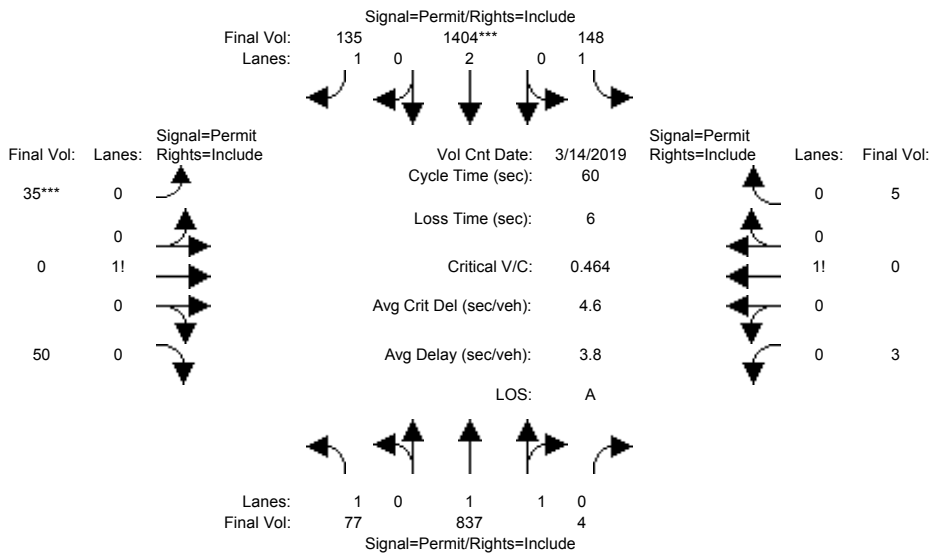 Signal=Permit/Rights=Include
Final Vol: 135 1404*** 148
Lanes: 1 0 2 0 1
Signal=Permit Signal=Permit
Final Vol: Lanes: Rights=Include Vol Cnt Date: 3/14/2019 Rights=Include Lanes: Final Vol:
Cycle Time (sec): 60
35*** 0 0 5
Loss Time (sec): 6
0 0
0 1! Critical V/C: 0.464 1! 0
0 Avg Crit Del (sec/veh): 4.6 0
50 0 Avg Delay (sec/veh): 3.8 0 3
LOS: A
Lanes: 1 0 1 1 0
Final Vol: 77 837 4
Signal=Permit/Rights=Include